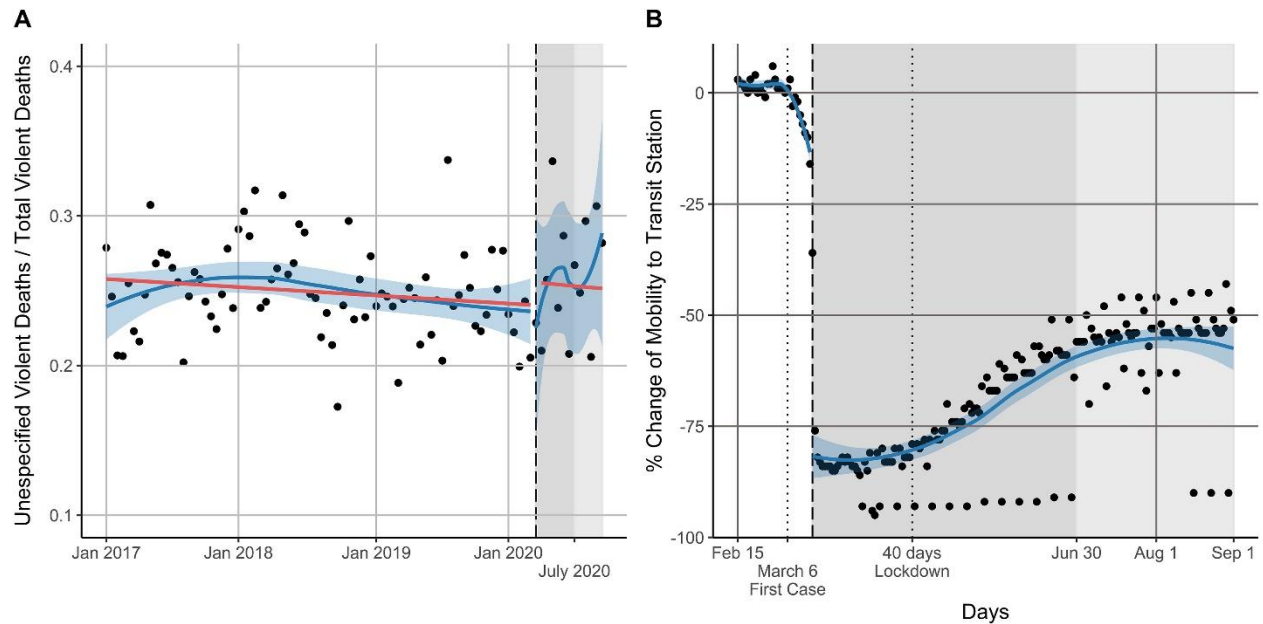 A
Unespecified Violent Deaths / Total Violent Deaths
0.4
0.3
0.2
0.1
Jan 2017
Jan 2018
Jan 2019
Jan 2020
July 2020
B
% Change of Mobility to Transit Station
0
-25
-50
-75
-100
Feb 15
40 days
Jun 30
Aug 1
Sep 1
March 6
Lockdown
First Case
Days